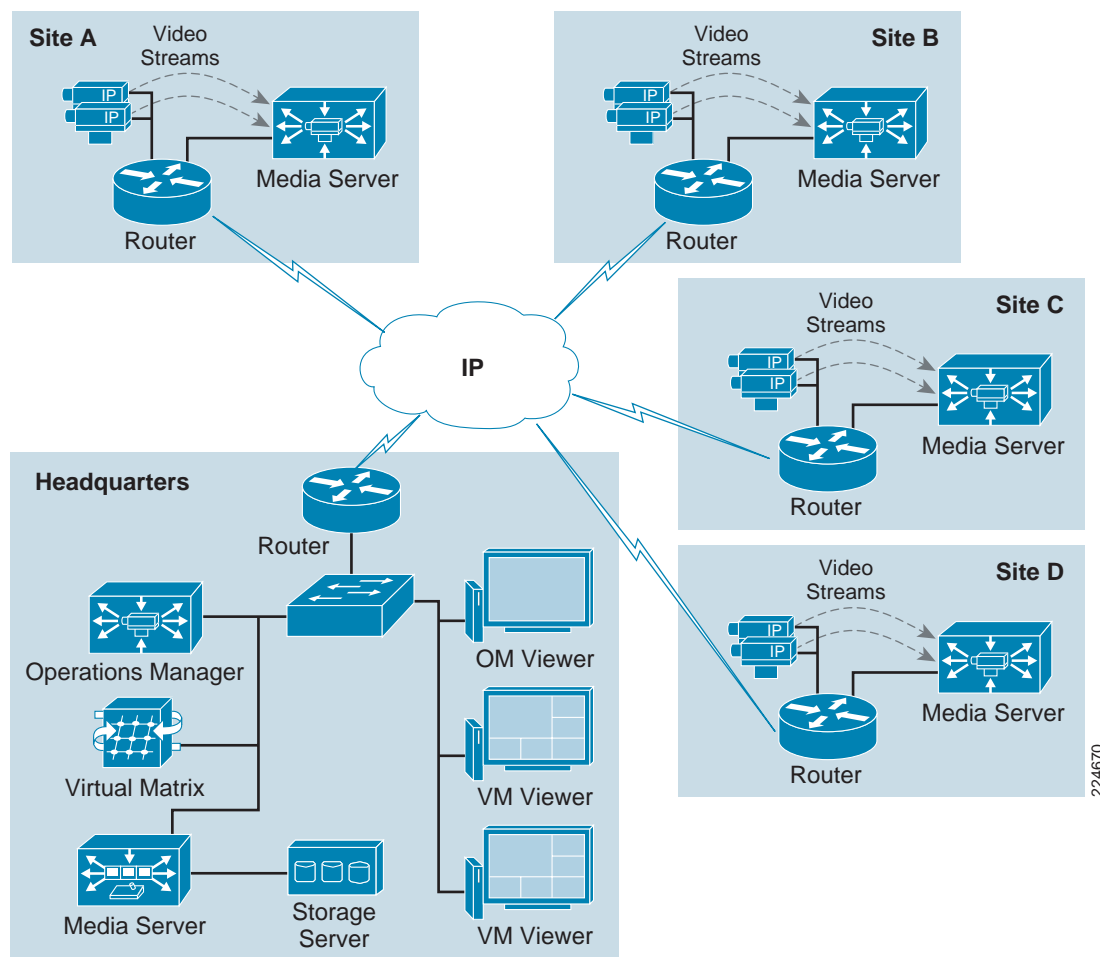 Site A
Video
Streams
IP
IP
Media Server
Router
Site B
Video
Streams
IP
IP
Media Server
Router
IP
Site C
Video
Streams
IP
IP
Media Server
Router
Site D
Video
Streams
IP
IP
Media Server
Router
Headquarters
Router
Operations Manager
OM Viewer
Virtual Matrix
VM Viewer
Media Server
Storage
Server
VM Viewer
224670